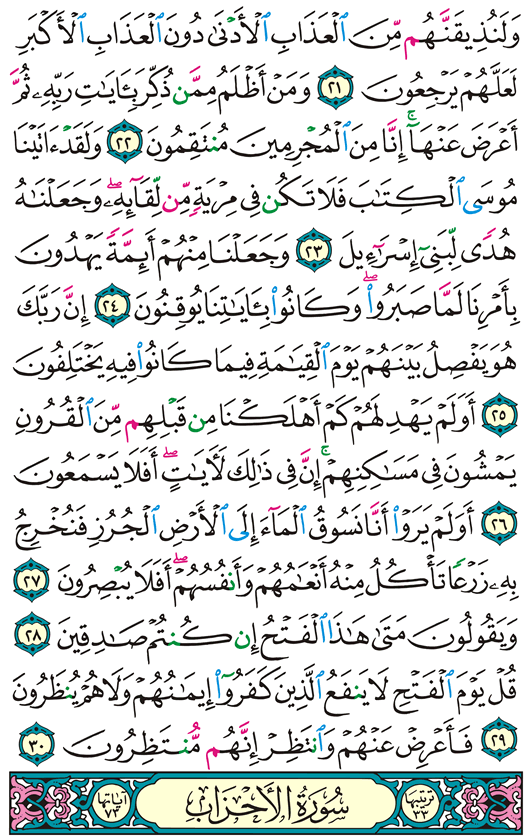 وَلَنُذِيقَنَّهُم مِّنَ ٱلْعَذَابِ ٱلْأَدْنَىٰ دُونَ ٱلْعَذَابِ ٱلْأَكْبَرِ
لَعَلَّهُمْ يَرْجِعُونَ ٢١ وَمَنْ أَظْلَمُ مِمَّن ذُكِّرَ بِـَٔايَـٰتِ رَبِّهِۦ ثُمَّ
أَعْرَضَ عَنْهَآ ۚ إِنَّا مِنَ ٱلْمُجْرِمِينَ مُنتَقِمُونَ ٢٢ وَلَقَدْ ءَاتَيْنَا
مُوسَى ٱلْكِتَـٰبَ فَلَا تَكُن فِى مِرْيَةٍ مِّن لِّقَآئِهِۦ ۖ وَجَعَلْنَـٰهُ
هُدًى لِّبَنِىٓ إِسْرَٰٓءِيلَ ٢٣ وَجَعَلْنَا مِنْهُمْ أَئِمَّةً يَهْدُونَ
بِأَمْرِنَا لَمَّا صَبَرُوا۟ ۖ وَكَانُوا۟ بِـَٔايَـٰتِنَا يُوقِنُونَ ٢٤ إِنَّ رَبَّكَ
هُوَ يَفْصِلُ بَيْنَهُمْ يَوْمَ ٱلْقِيَـٰمَةِ فِيمَا كَانُوا۟ فِيهِ يَخْتَلِفُونَ
٢٥ أَوَلَمْ يَهْدِ لَهُمْ كَمْ أَهْلَكْنَا مِن قَبْلِهِم مِّنَ ٱلْقُرُونِ
يَمْشُونَ فِى مَسَـٰكِنِهِمْ ۚ إِنَّ فِى ذَٰلِكَ لَـَٔايَـٰتٍ ۖ أَفَلَا يَسْمَعُونَ
٢٦ أَوَلَمْ يَرَوْا۟ أَنَّا نَسُوقُ ٱلْمَآءَ إِلَى ٱلْأَرْضِ ٱلْجُرُزِ فَنُخْرِجُ
بِهِۦ زَرْعًا تَأْكُلُ مِنْهُ أَنْعَـٰمُهُمْ وَأَنفُسُهُمْ ۖ أَفَلَا يُبْصِرُونَ ٢٧
وَيَقُولُونَ مَتَىٰ هَـٰذَا ٱلْفَتْحُ إِن كُنتُمْ صَـٰدِقِينَ ٢٨
قُلْ يَوْمَ ٱلْفَتْحِ لَا يَنفَعُ ٱلَّذِينَ كَفَرُوٓا۟ إِيمَـٰنُهُمْ وَلَا هُمْ يُنظَرُونَ
٢٩ فَأَعْرِضْ عَنْهُمْ وَٱنتَظِرْ إِنَّهُم مُّنتَظِرُونَ ٣٠
ترتيبها ٣٣ سُورَةُ الأَحْزَابِ آياتها ٧٣